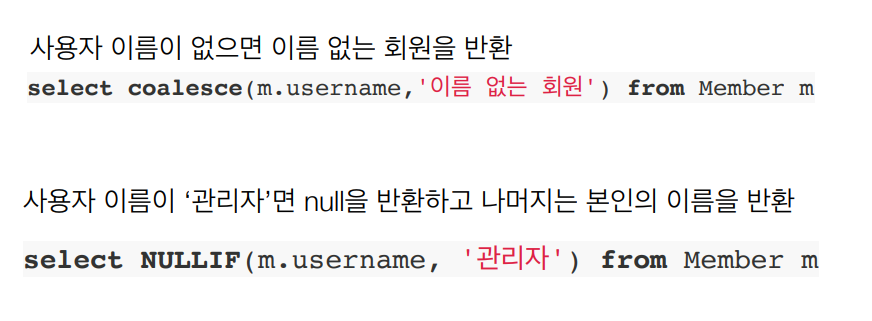 사용자 이름이 없으면 이름 없는 회원을 반환
select coalesce(m.username,'이름 없는 회원') from Member m
사용자 이름이 ‘관리자’면 null을 반환하고 나머지는 본인의 이름을 반환
select NULLIF(m.username, '관리자') from Member m